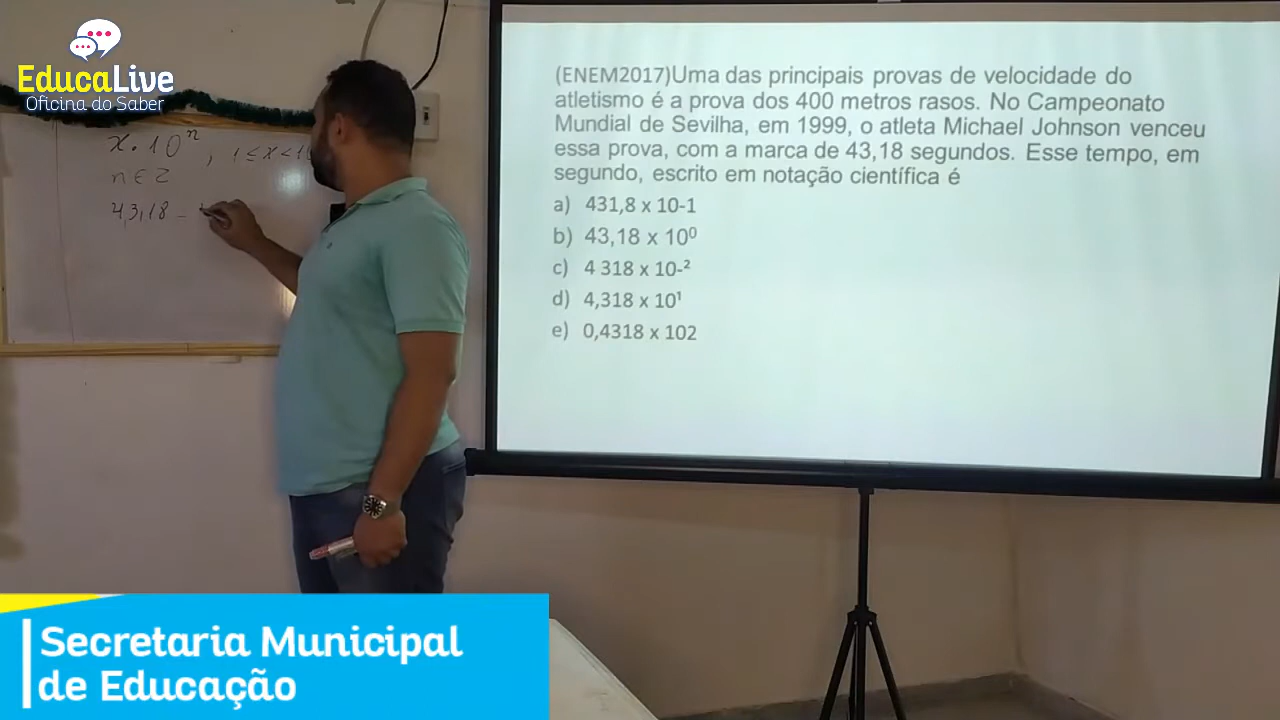 EducaLive
Oficina do Saber
x . 10ⁿ , 1 ≤ x < 1
n ∈ Z
43,18 =
(ENEM2017)Uma das principais provas de velocidade do
atletismo é a prova dos 400 metros rasos. No Campeonato
Mundial de Sevilha, em 1999, o atleta Michael Johnson venceu
essa prova, com a marca de 43,18 segundos. Esse tempo, em
segundo, escrito em notação científica é
a) 431,8 x 10-1
b) 43,18 x 10⁰
c) 4 318 x 10-²
d) 4,318 x 10¹
e) 0,4318 x 102
Secretaria Municipal
de Educação